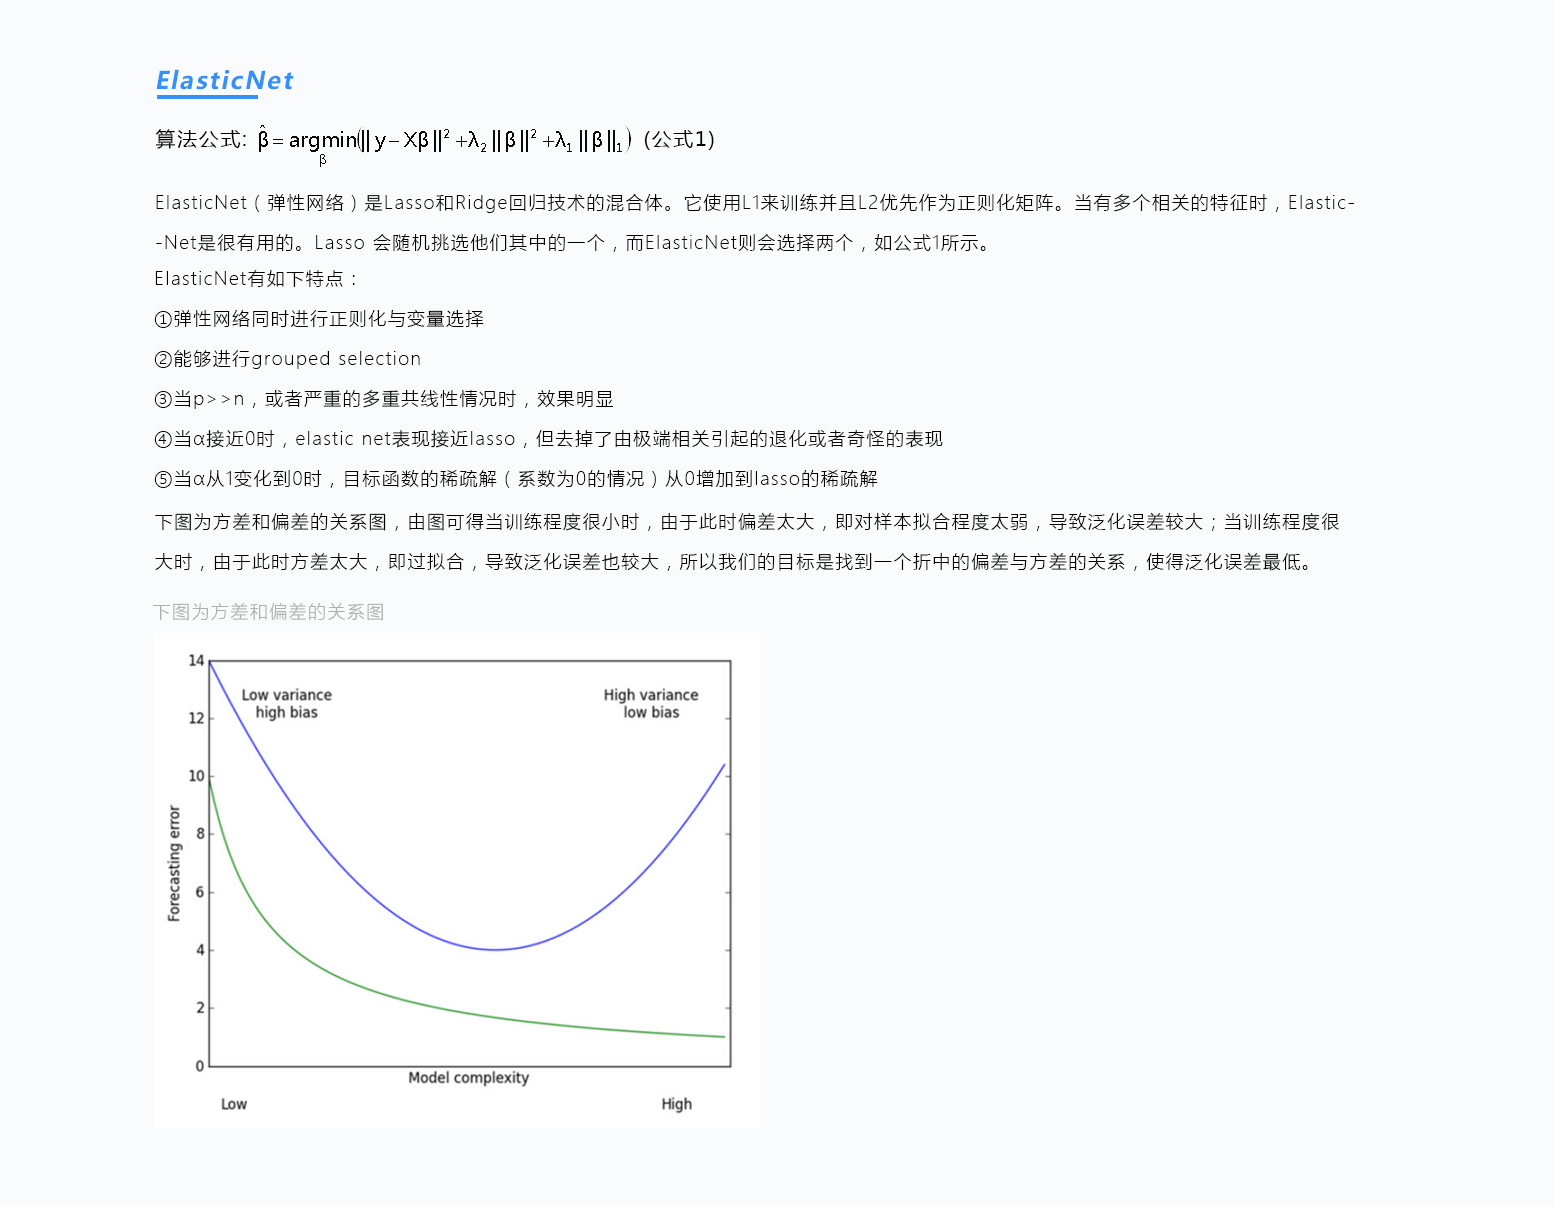 ElasticNet
算法公式: β̂ = argmin(‖y−Xβ‖² +λ₂‖β‖² +λ₁‖β‖₁) (公式1)
β
ElasticNet（弹性网络）是Lasso和Ridge回归技术的混合体。它使用L1来训练并且L2优先作为正则化矩阵。当有多个相关的特征时，Elastic-
-Net是很有用的。Lasso 会随机挑选他们其中的一个，而ElasticNet则会选择两个，如公式1所示。
ElasticNet有如下特点：
①弹性网络同时进行正则化与变量选择
②能够进行grouped selection
③当p>>n，或者严重的多重共线性情况时，效果明显
④当α接近0时，elastic net表现接近lasso，但去掉了由极端相关引起的退化或者奇怪的表现
⑤当α从1变化到0时，目标函数的稀疏解（系数为0的情况）从0增加到lasso的稀疏解
下图为方差和偏差的关系图，由图可得当训练程度很小时，由于此时偏差太大，即对样本拟合程度太弱，导致泛化误差较大；当训练程度很
大时，由于此时方差太大，即过拟合，导致泛化误差也较大，所以我们的目标是找到一个折中的偏差与方差的关系，使得泛化误差最低。
下图为方差和偏差的关系图
14
Low variance
high bias
High variance
low bias
12
10
8
Forecasting error
6
4
2
0
Model complexity
Low
High